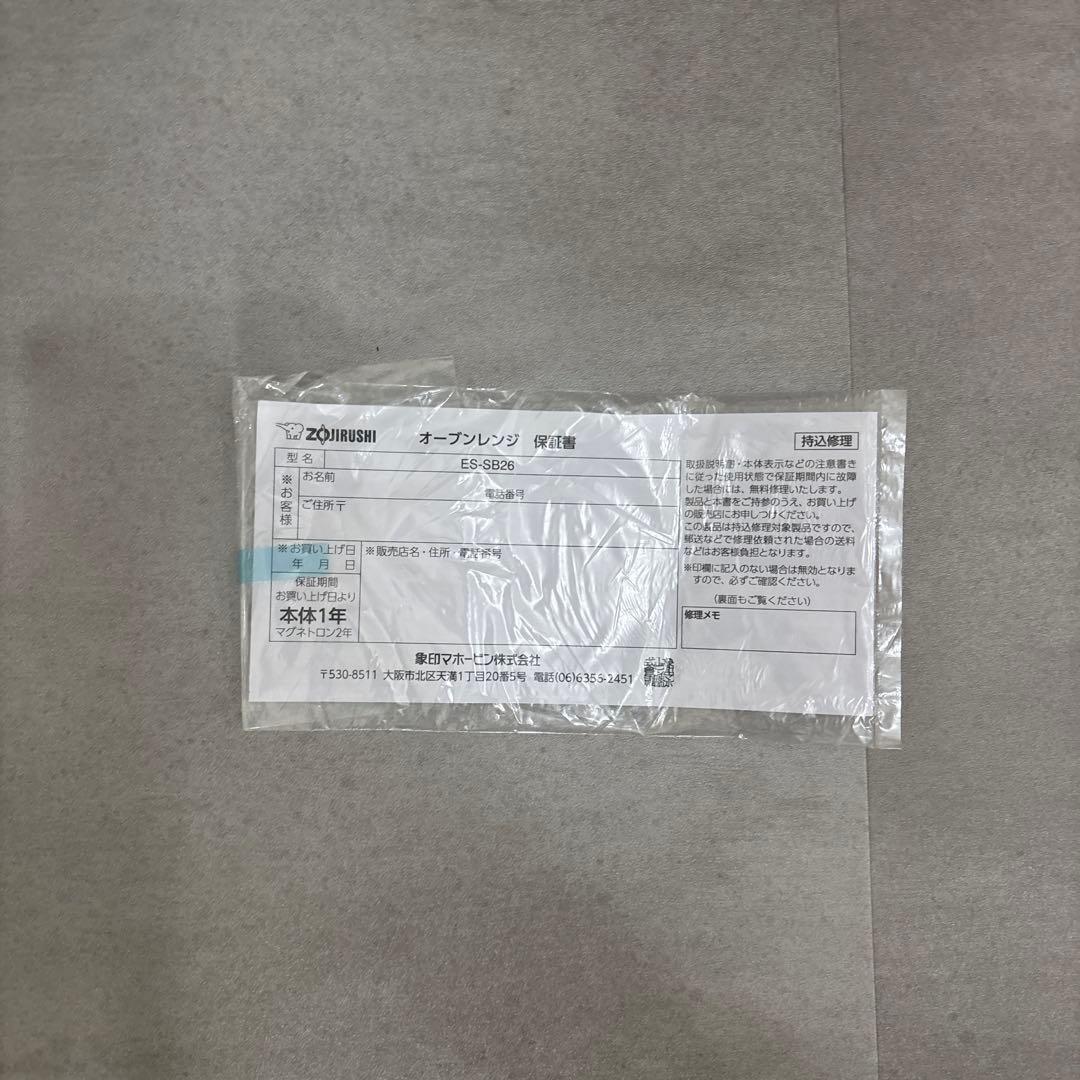 ZOJIRUSHI
オーブンレンジ 保証書
持込修理
型名 ES-SB26
※お客様
お名前
電話番号
ご住所 〒
※お買い上げ日
年 月 日
保証期間
お買い上げ日より
本体1年
マグネトロン2年
※販売店名・住所・電話番号
取扱説明書・本体表示などの注意書き
に従った使用状態で保証期間内に故障
した場合には、無料修理いたします。
製品と本書をご持参のうえ、お買い上げ
の販売店にお申しつけください。
この製品は持込修理対象製品ですので、
郵送などで修理依頼された場合の送料
などはお客様負担となります。
※印欄に記入のない場合は無効となりま
すので、必ずご確認ください。
（裏面もご覧ください）
修理メモ
象印マホービン株式会社
〒530-8511 大阪市北区天満1丁目20番5号 電話(06)6356-2451